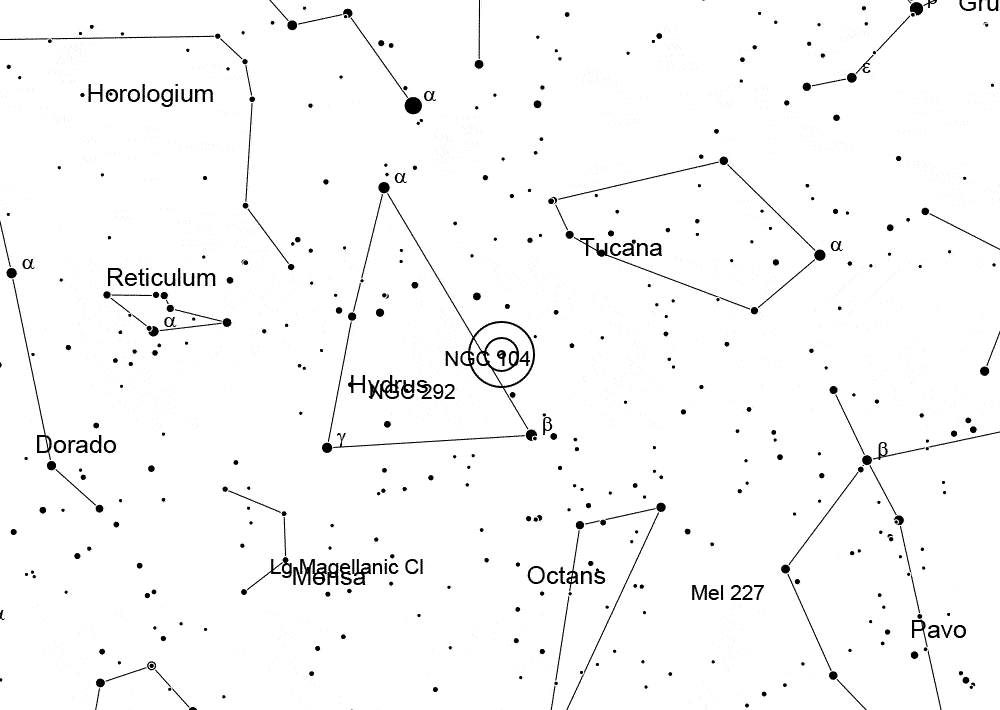 β
Gru
ε
Horologium
α
α
α
Reticulum
α
Tucana
α
NGC 104
Hydrus
NGC 292
Dorado
γ
β
β
Lg Magellanic Cl
Mensa
Octans
Mel 227
α
Pavo